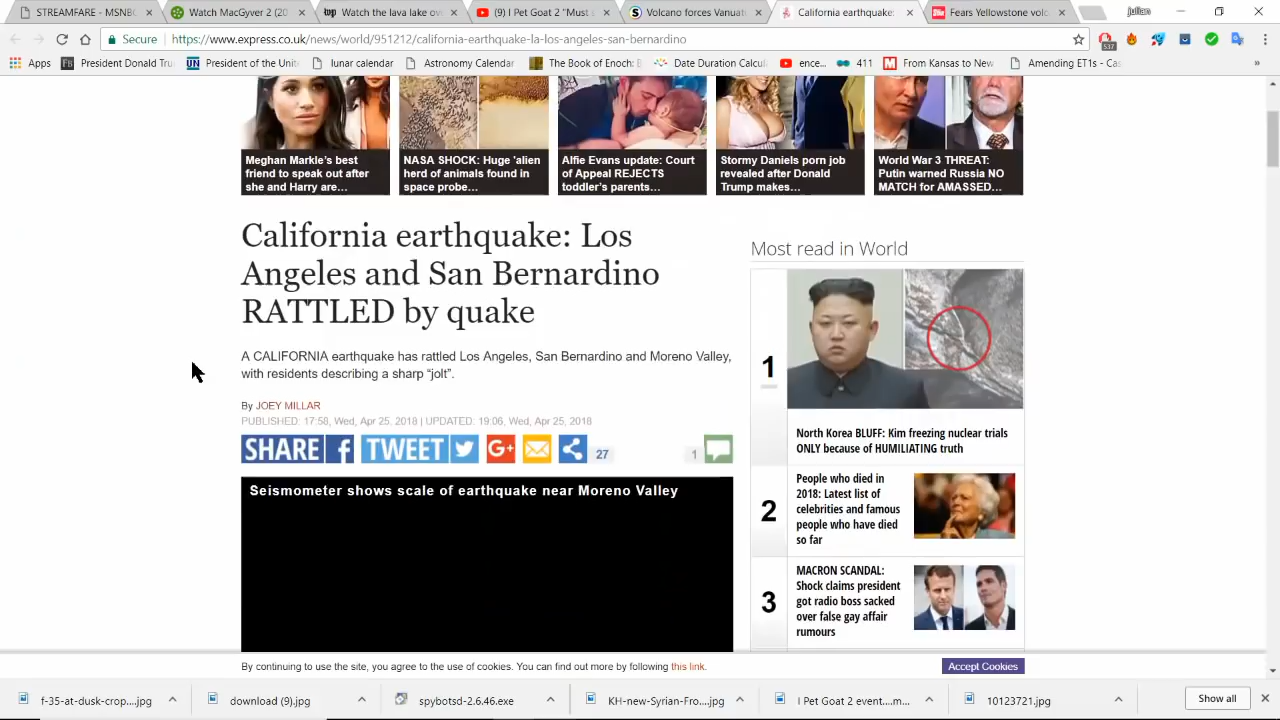 STREAMFARE - MSNBC
Watch MacGyver 2 (20
Watch the lava lake ov
(9) I Pet Goat 2 "Must
Volcano forces Vanuat
California earthquake:
Fears Yellowstone volc
julien
Secure
https://www.express.co.uk/news/world/951212/california-earthquake-la-los-angeles-san-bernardino
537
Apps
President Donald Tru
President of the Unite
lunar calendar
Astronomy Calendar
The Book of Enoch:
Date Duration Calcul
ence...
411
From Kansas to New
Amending ET1s - Cas
»
Meghan Markle's best
friend to speak out after
she and Harry are...
NASA SHOCK: Huge 'alien
herd of animals found in
space probe...
Alfie Evans update: Court
of Appeal REJECTS
toddler's parents...
Stormy Daniels porn job
revealed after Donald
Trump makes...
World War 3 THREAT:
Putin warned Russia NO
MATCH for AMASSED...
California earthquake: Los
Angeles and San Bernardino
RATTLED by quake
A CALIFORNIA earthquake has rattled Los Angeles, San Bernardino and Moreno Valley,
with residents describing a sharp “jolt”.
By JOEY MILLAR
PUBLISHED: 17:58, Wed, Apr 25, 2018 | UPDATED: 19:06, Wed, Apr 25, 2018
SHARE f
TWEET
G+
27
1
Seismometer shows scale of earthquake near Moreno Valley
Most read in World
1
North Korea BLUFF: Kim freezing nuclear trials
ONLY because of HUMILIATING truth
2
People who died in
2018: Latest list of
celebrities and famous
people who have died
so far
3
MACRON SCANDAL:
Shock claims president
got radio boss sacked
over false gay affair
rumours
By continuing to use the site, you agree to the use of cookies. You can find out more by following this link.
Accept Cookies
f-35-at-dusk-crop....jpg
download (9).jpg
spybotsd-2.6.46.exe
KH-new-Syrian-Fro....jpg
I Pet Goat 2 event....m...
10123721.jpg
Show all